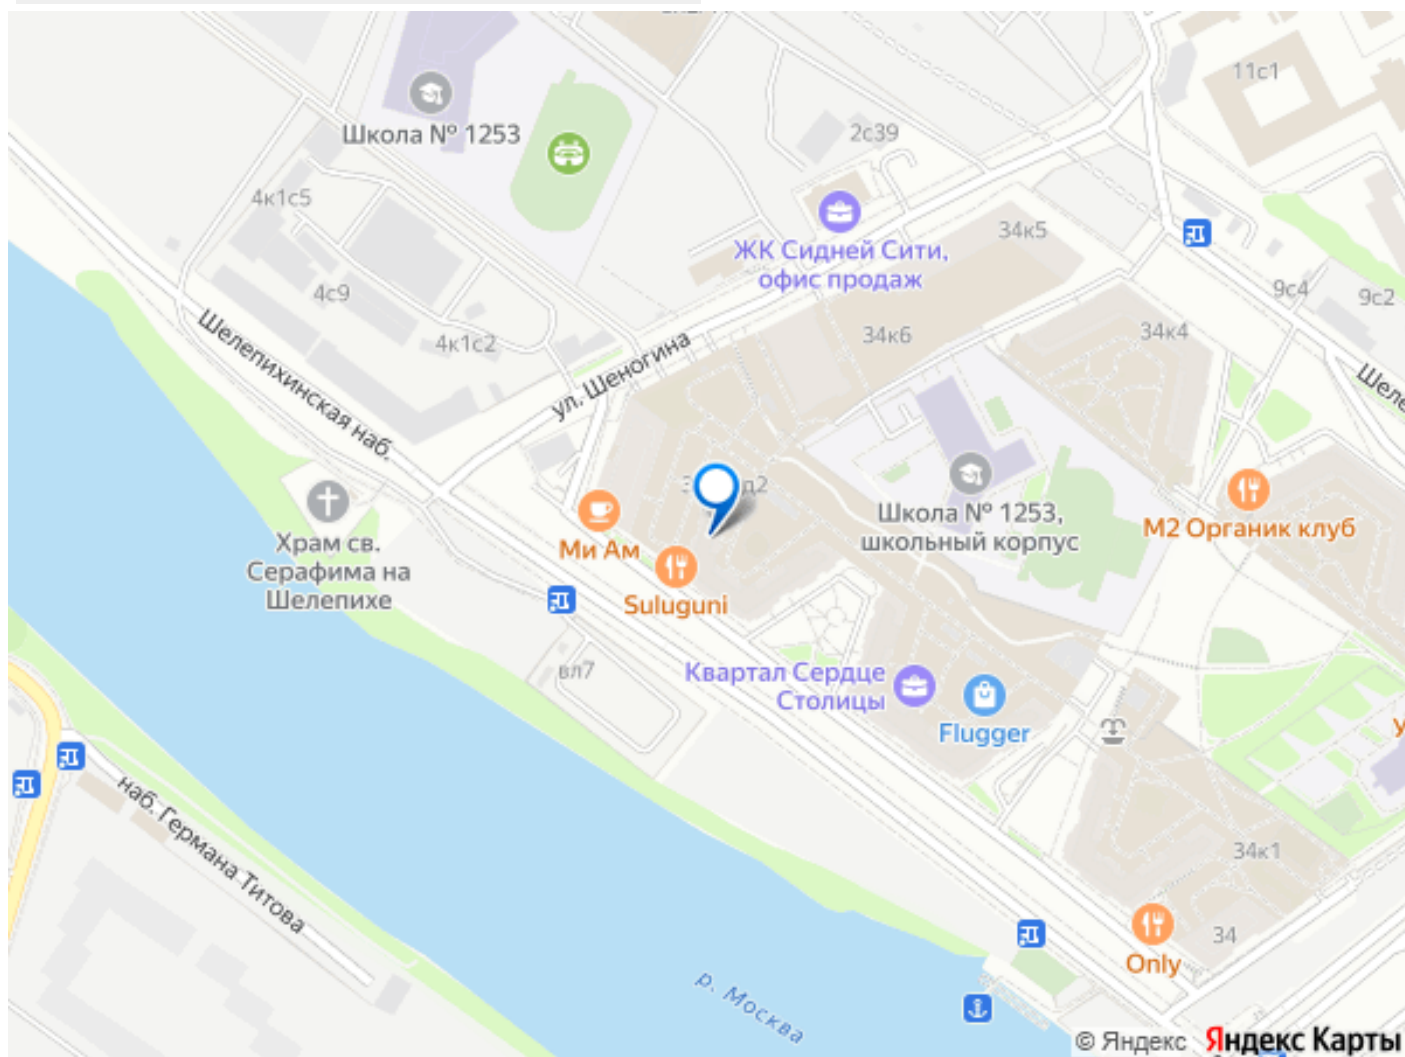 11с1
Школа № 1253
2с39
4к1с5
34к5
ЖК Сидней Сити,
офис продаж
4с9
9с4
9с2
34к6
34к4
4к1с2
Шелепихинская наб.
ул. Шеногина
Шеле
д2
Школа № 1253,
школьный корпус
М2 Органик клуб
Ми Ам
Храм св.
Серафима на
Шелепихе
Suluguni
вл7
Квартал Сердце
Столицы
Flugger
У
наб. Германа Титова
34к1
34
Only
р. Москва
© Яндекс Яндекс Карты